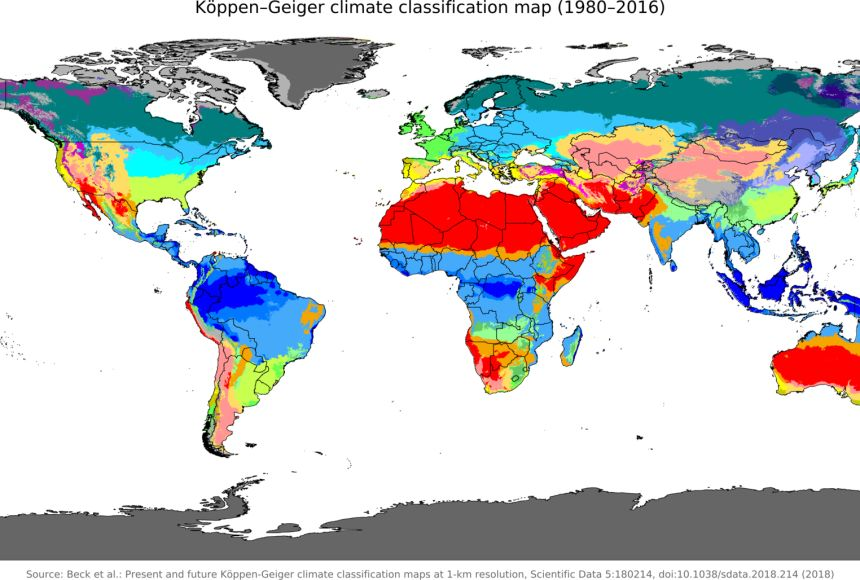 Köppen–Geiger climate classification map (1980–2016)
Source: Beck et al.: Present and future Köppen-Geiger climate classification maps at 1-km resolution, Scientific Data 5:180214, doi:10.1038/sdata.2018.214 (2018)